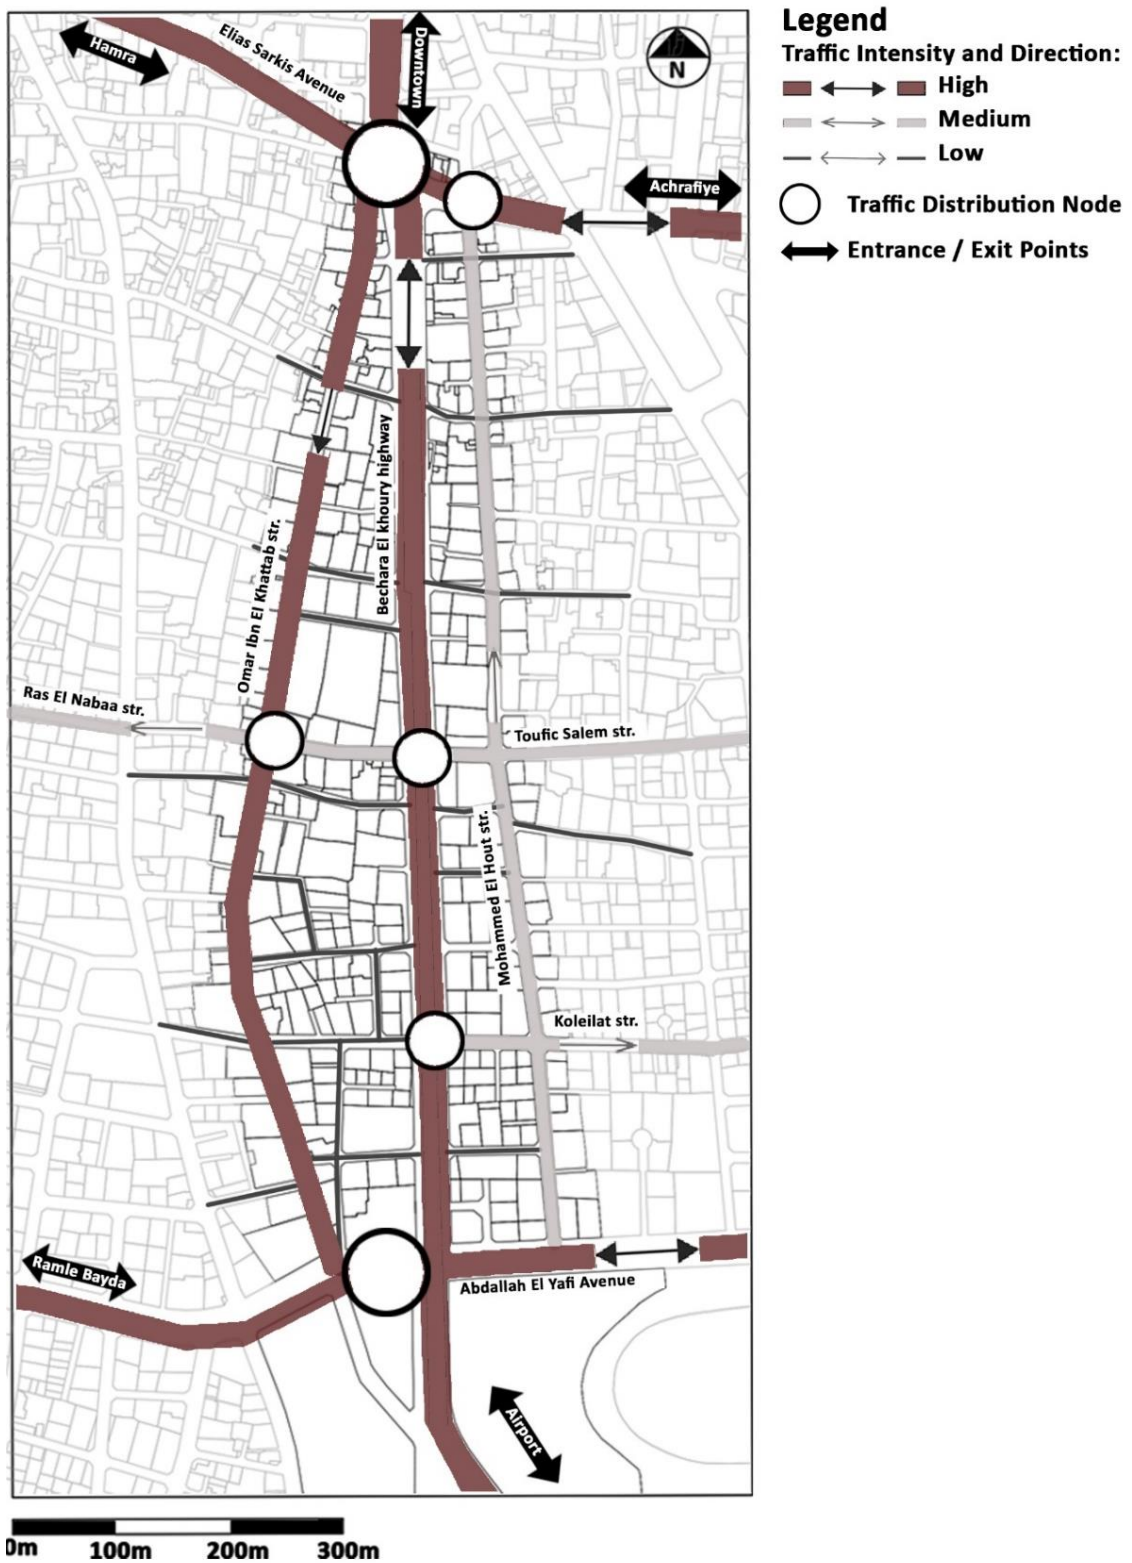 Legend
Traffic Intensity and Direction:
High
Medium
Low
Traffic Distribution Node
Entrance / Exit Points
Hamra
Elias Sarkis Avenue
Downtown
N
Achrafiye
Bechara El khoury highway
Omar Ibn El Khattab str.
Ras El Nabaa str.
Toufic Salem str.
Mohammed El Hout str.
Koleilat str.
Ramle Bayda
Abdallah El Yafi Avenue
Airport
0m 100m 200m 300m